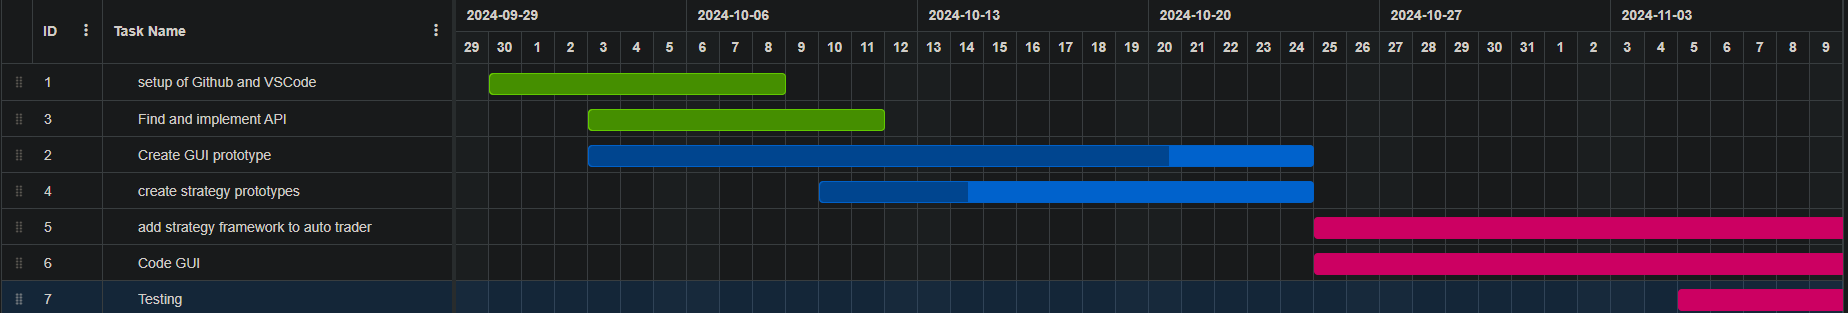 ID Task Name 2024-09-29 2024-10-06 2024-10-13 2024-10-20 2024-10-27 2024-11-03
29 30 1 2 3 4 5 6 7 8 9 10 11 12 13 14 15 16 17 18 19 20 21 22 23 24 25 26 27 28 29 30 31 1 2 3 4 5 6 7 8 9
1 setup of Github and VSCode
3 Find and implement API
2 Create GUI prototype
4 create strategy prototypes
5 add strategy framework to auto trader
6 Code GUI
7 Testing